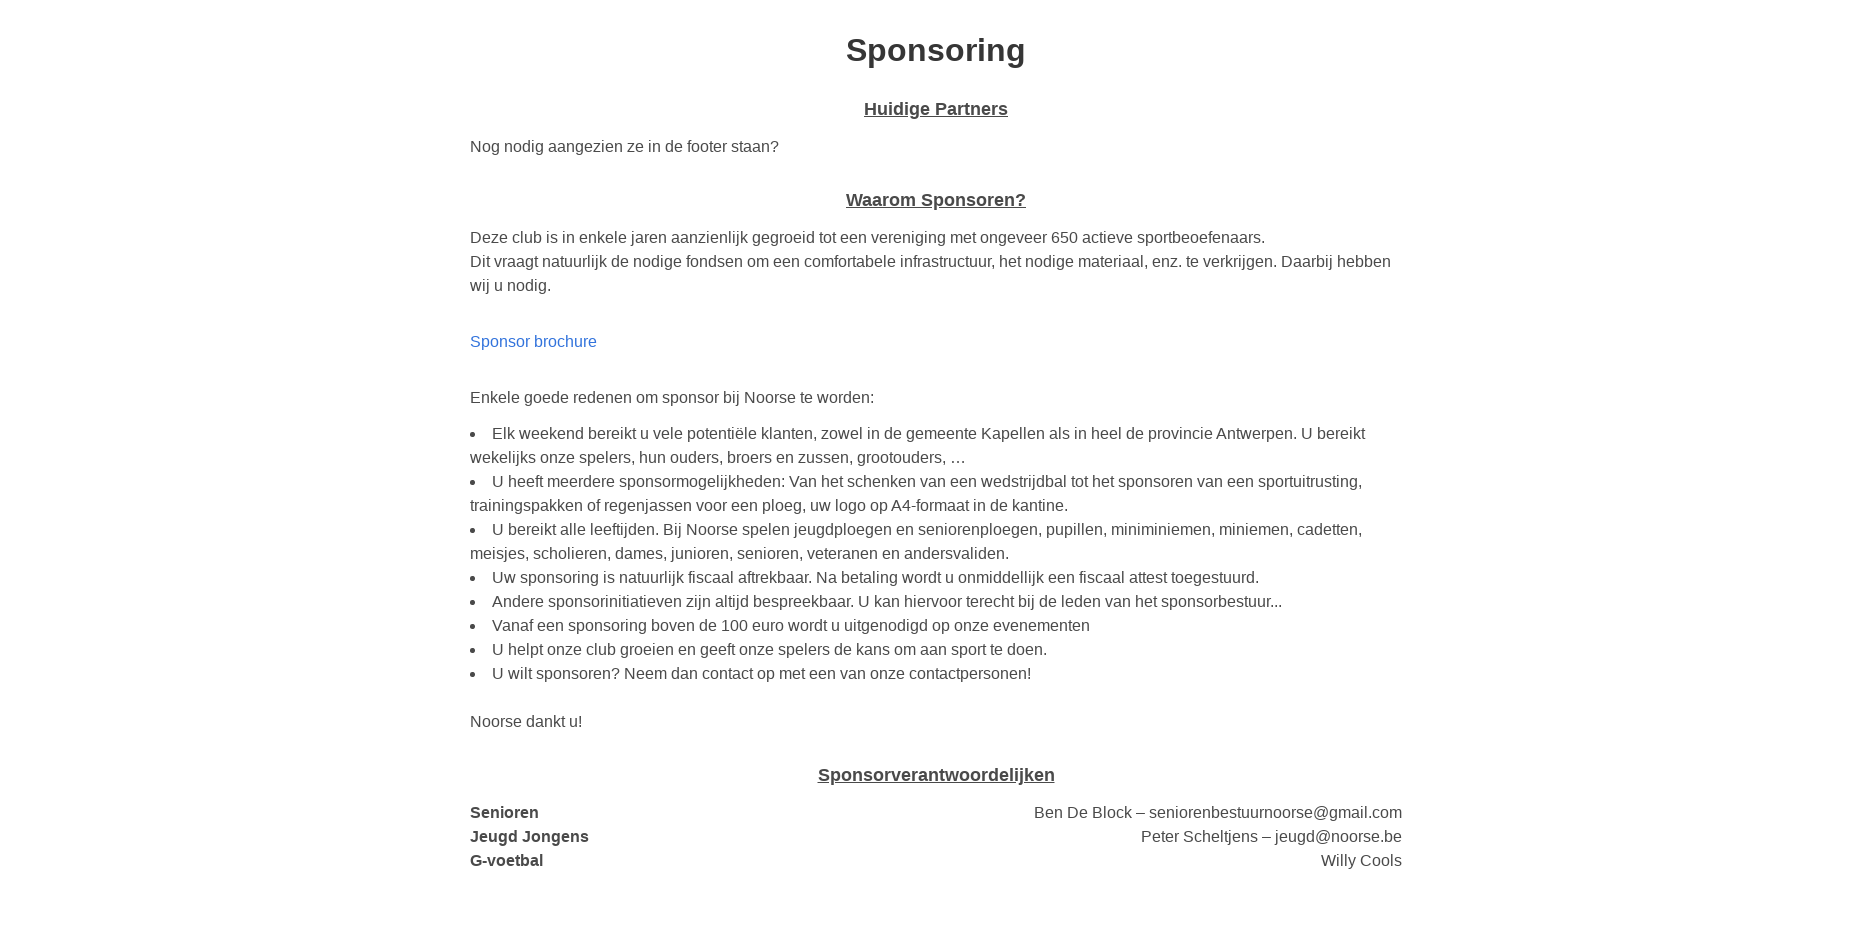 Sponsoring
Huidige Partners
Nog nodig aangezien ze in de footer staan?
Waarom Sponsoren?
Deze club is in enkele jaren aanzienlijk gegroeid tot een vereniging met ongeveer 650 actieve sportbeoefenaars.
Dit vraagt natuurlijk de nodige fondsen om een comfortabele infrastructuur, het nodige materiaal, enz. te verkrijgen. Daarbij hebben
wij u nodig.
Sponsor brochure
Enkele goede redenen om sponsor bij Noorse te worden:
• Elk weekend bereikt u vele potentiële klanten, zowel in de gemeente Kapellen als in heel de provincie Antwerpen. U bereikt
wekelijks onze spelers, hun ouders, broers en zussen, grootouders, …
• U heeft meerdere sponsormogelijkheden: Van het schenken van een wedstrijdbal tot het sponsoren van een sportuitrusting,
trainingspakken of regenjassen voor een ploeg, uw logo op A4-formaat in de kantine.
• U bereikt alle leeftijden. Bij Noorse spelen jeugdploegen en seniorenploegen, pupillen, miniminiemen, miniemen, cadetten,
meisjes, scholieren, dames, junioren, senioren, veteranen en andersvaliden.
• Uw sponsoring is natuurlijk fiscaal aftrekbaar. Na betaling wordt u onmiddellijk een fiscaal attest toegestuurd.
• Andere sponsorinitiatieven zijn altijd bespreekbaar. U kan hiervoor terecht bij de leden van het sponsorbestuur...
• Vanaf een sponsoring boven de 100 euro wordt u uitgenodigd op onze evenementen
• U helpt onze club groeien en geeft onze spelers de kans om aan sport te doen.
• U wilt sponsoren? Neem dan contact op met een van onze contactpersonen!
Noorse dankt u!
Sponsorverantwoordelijken
Senioren Ben De Block – seniorenbestuurnoorse@gmail.com
Jeugd Jongens Peter Scheltjens – jeugd@noorse.be
G-voetbal Willy Cools